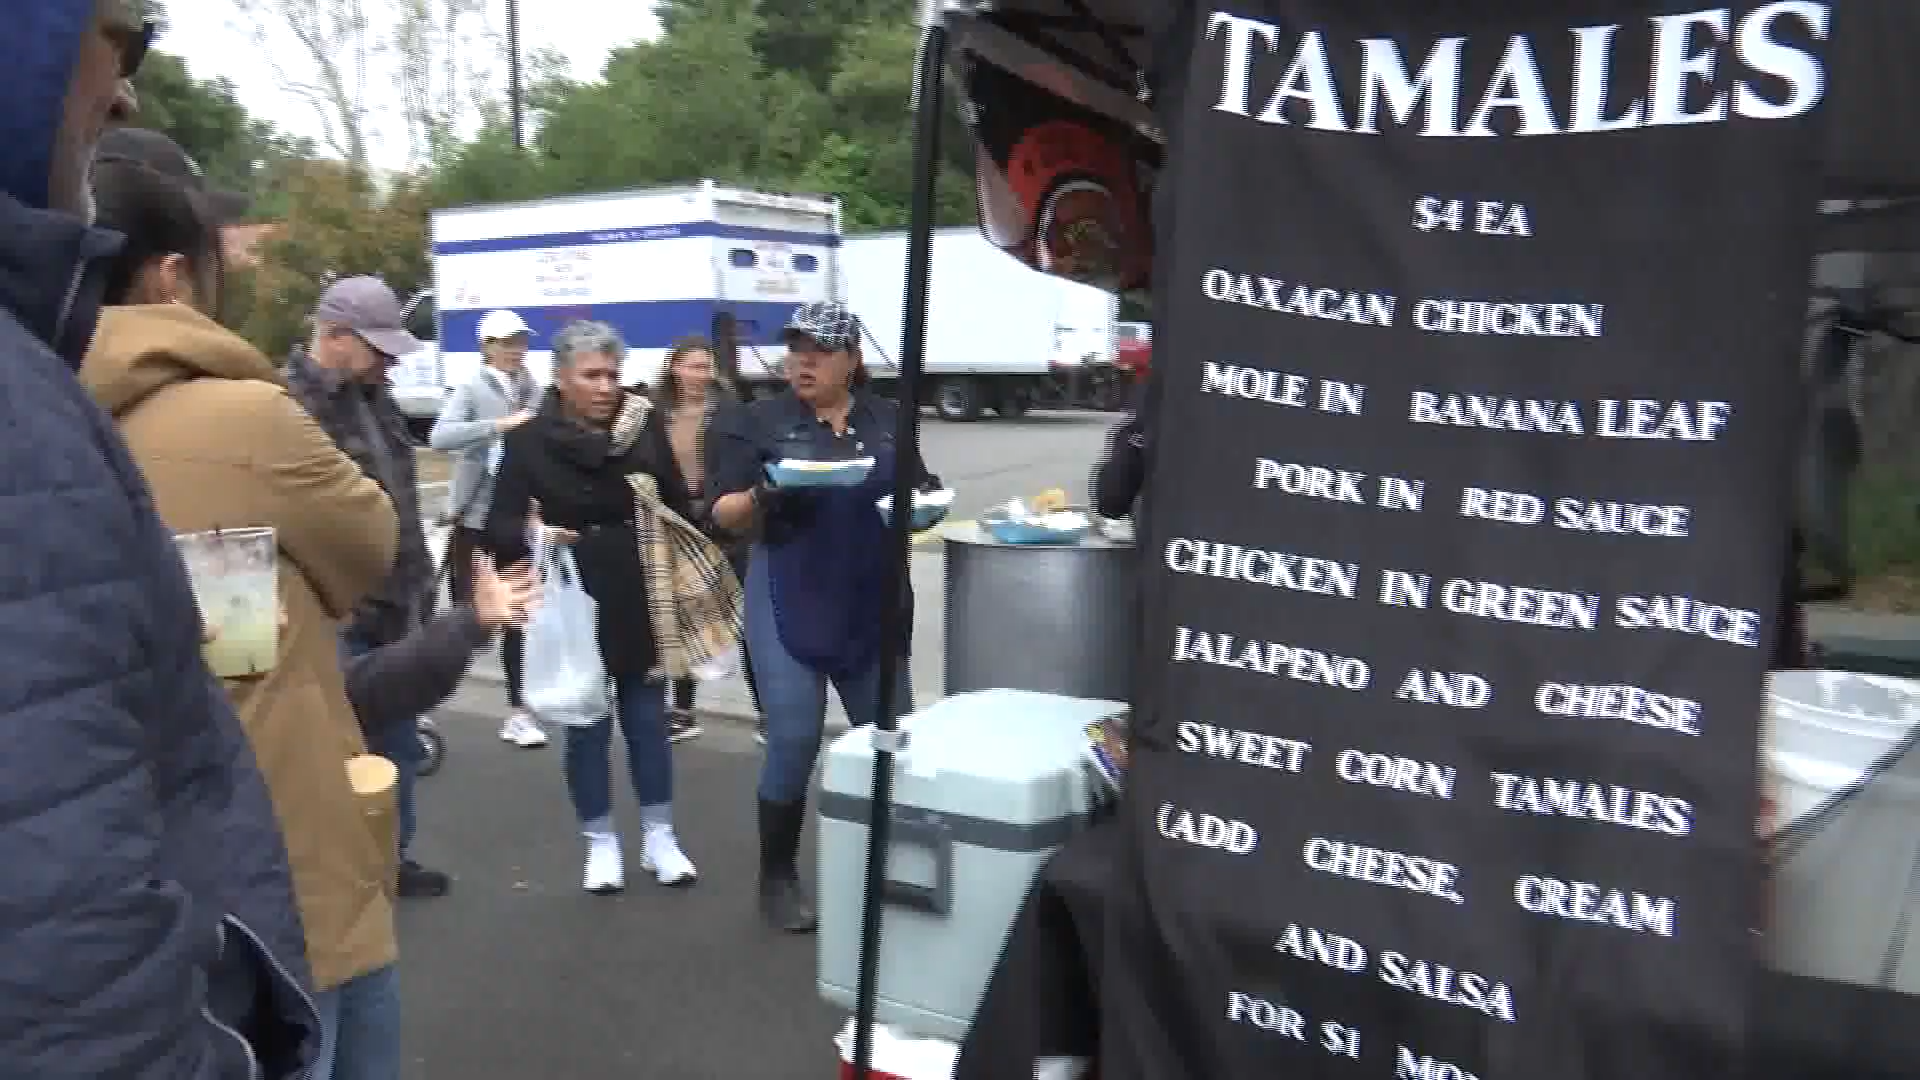 TAMALES
$4 EA
OAXACAN CHICKEN
MOLE IN BANANA LEAF
PORK IN RED SAUCE
CHICKEN IN GREEN SAUCE
JALAPENO AND CHEESE
SWEET CORN TAMALES
(ADD CHEESE, CREAM
AND SALSA
FOR $1